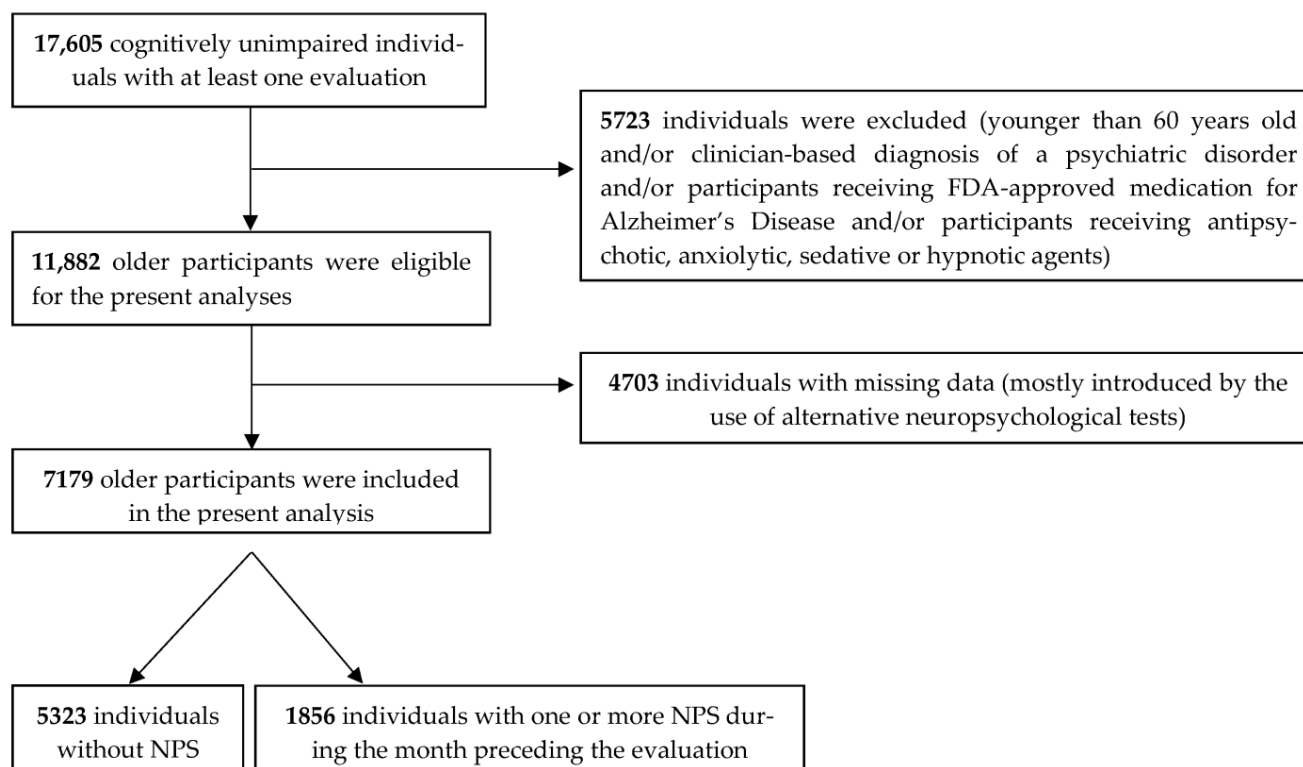 17,605 cognitively unimpaired individ-
uals with at least one evaluation
5723 individuals were excluded (younger than 60 years old
and/or clinician-based diagnosis of a psychiatric disorder
and/or participants receiving FDA-approved medication for
Alzheimer’s Disease and/or participants receiving antipsy-
chotic, anxiolytic, sedative or hypnotic agents)
11,882 older participants were eligible
for the present analyses
4703 individuals with missing data (mostly introduced by the
use of alternative neuropsychological tests)
7179 older participants were included
in the present analysis
5323 individuals
without NPS
1856 individuals with one or more NPS dur-
ing the month preceding the evaluation